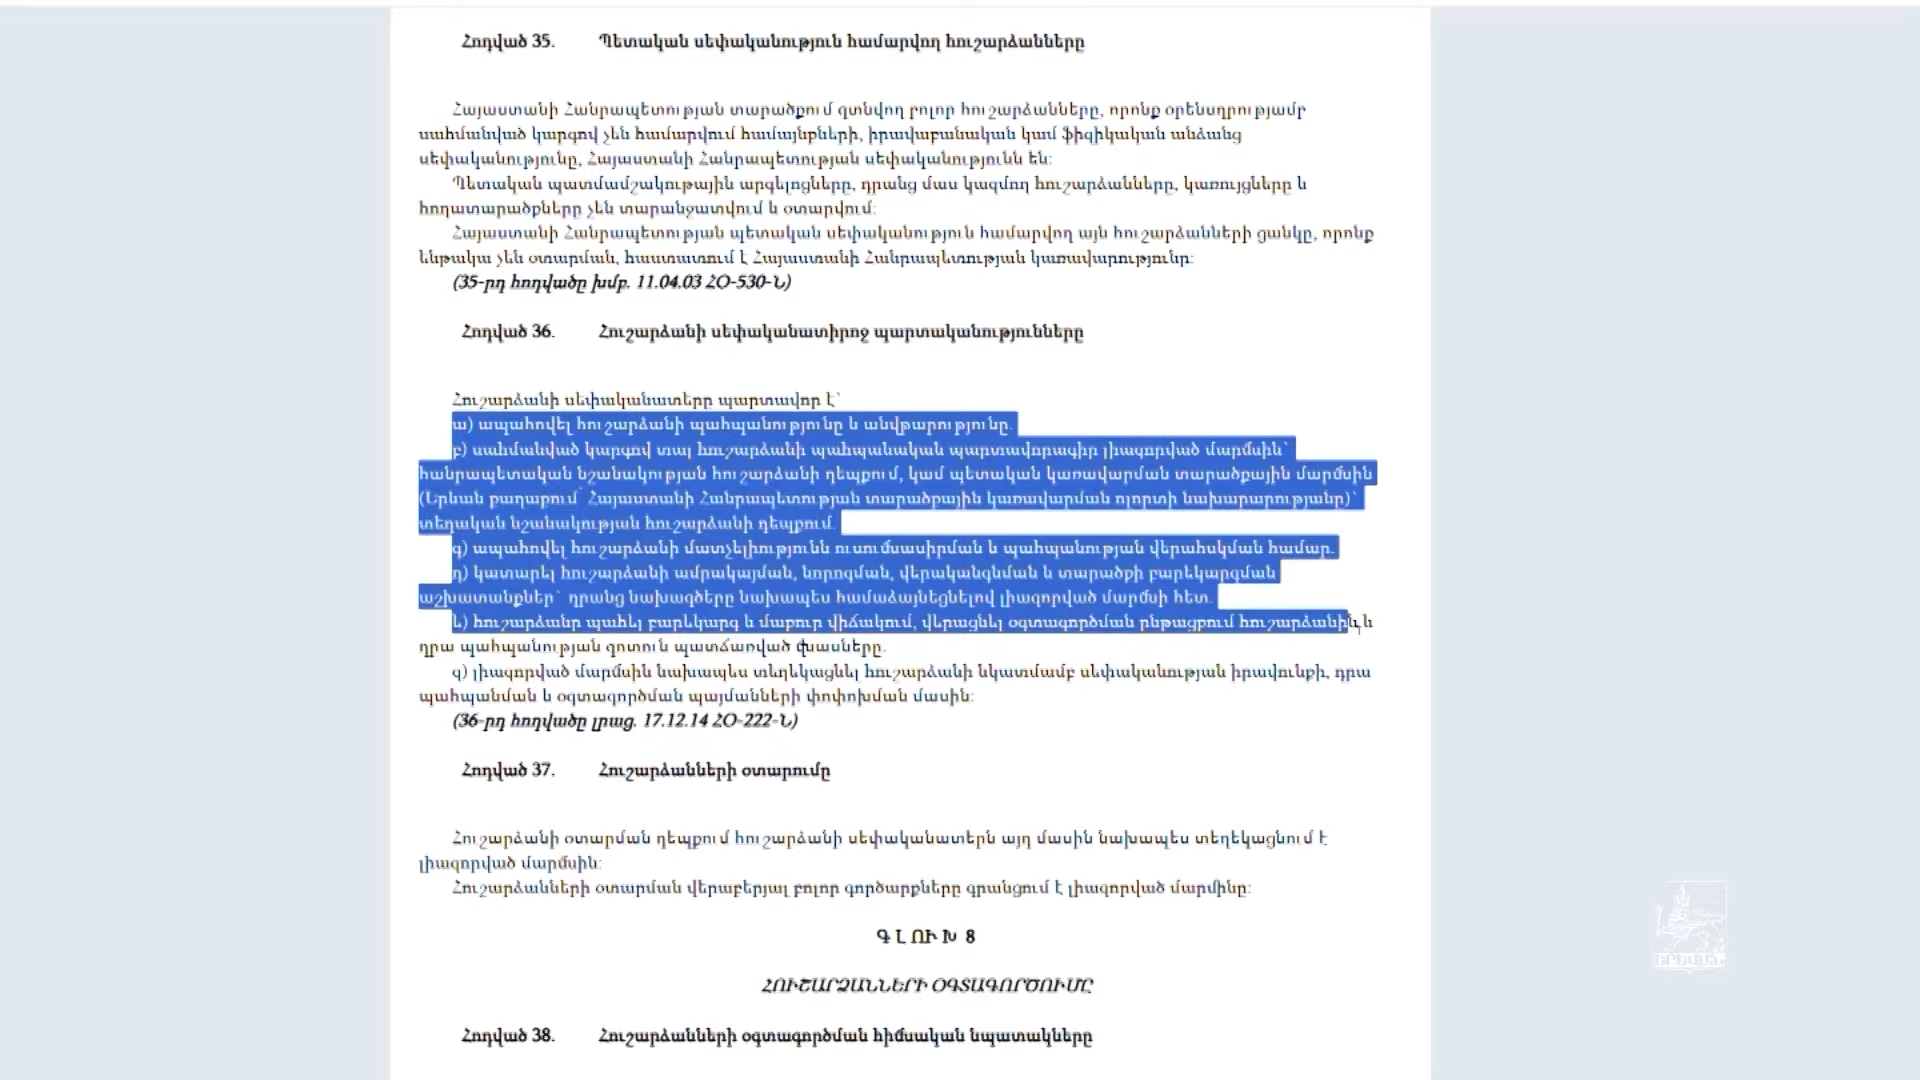 Հոդված 35. Պետական սեփականություն համարվող հուշարձանները
Հայաստանի Հանրապետության տարածքում գտնվող բոլոր հուշարձանները, որոնք օրենսդրությամբ
սահմանված կարգով չեն համարվում համայնքների, իրավաբանական կամ ֆիզիկական անձանց
սեփականությունը, Հայաստանի Հանրապետության սեփականությունն են:
Պետական պատմամշակութային արգելոցները, դրանց մաս կազմող հուշարձանները, կառույցները և
հողատարածքները չեն տարանջատվում և օտարվում:
Հայաստանի Հանրապետության պետական սեփականություն համարվող այն հուշարձանների ցանկը, որոնք
ենթակա չեն օտարման, հաստատում է Հայաստանի Հանրապետության կառավարությունը:
(35-րդ հոդվածը խմբ. 11.04.03 ՀՕ-530-Ն)
Հոդված 36. Հուշարձանի սեփականատիրոջ պարտականությունները
Հուշարձանի սեփականատերը պարտավոր է`
ա) ապահովել հուշարձանի պահպանությունը և անվթարությունը.
բ) սահմանված կարգով տալ հուշարձանի պահպանական պարտավորագիր լիազորված մարմնին`
հանրապետական նշանակության հուշարձանի դեպքում, կամ պետական կառավարման տարածքային մարմնին
(Երևան քաղաքում` Հայաստանի Հանրապետության տարածքային կառավարման ոլորտի նախարարությանը)`
տեղական նշանակության հուշարձանի դեպքում.
գ) ապահովել հուշարձանի մատչելիությունն ուսումնասիրման և պահպանության վերահսկման համար.
դ) կատարել հուշարձանի ամրակայման, նորոգման, վերականգնման և տարածքի բարեկարգման
աշխատանքներ` դրանց նախագծերը նախապես համաձայնեցնելով լիազորված մարմնի հետ.
ե) հուշարձանը պահել բարեկարգ և մաքուր վիճակում, վերացնել օգտագործման ընթացքում հուշարձանին և
դրա պահպանության գոտուն պատճառված վնասները.
զ) լիազորված մարմնին նախապես տեղեկացնել հուշարձանի նկատմամբ սեփականության իրավունքի, դրա
պահպանման և օգտագործման պայմանների փոփոխման մասին:
(36-րդ հոդվածը լրաց. 17.12.14 ՀՕ-222-Ն)
Հոդված 37. Հուշարձանների օտարումը
Հուշարձանի օտարման դեպքում հուշարձանի սեփականատերն այդ մասին նախապես տեղեկացնում է
լիազորված մարմնին:
Հուշարձանների օտարման վերաբերյալ բոլոր գործարքները գրանցում է լիազորված մարմինը:
Գ Լ ՈՒ Խ 8
ՀՈՒՇԱՐՁԱՆՆԵՐԻ ՕԳՏԱԳՈՐԾՈՒՄԸ
Հոդված 38. Հուշարձանների օգտագործման հիմնական նպատակները
ԵՐԵՎԱՆ